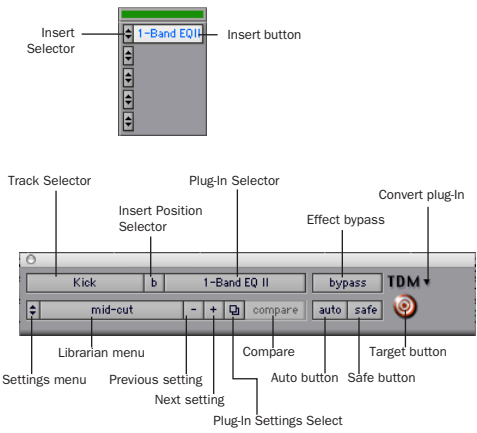 Insert
Selector
1-Band EQII
Insert button
Track Selector
Plug-In Selector
Convert plug-In
Insert Position
Selector
Effect bypass
Kick
b
1-Band EQ II
bypass
TDM
mid-cut
-
+
compare
auto
safe
Librarian menu
Compare
Target button
Settings menu
Previous setting
Auto button
Safe button
Next setting
Plug-In Settings Select